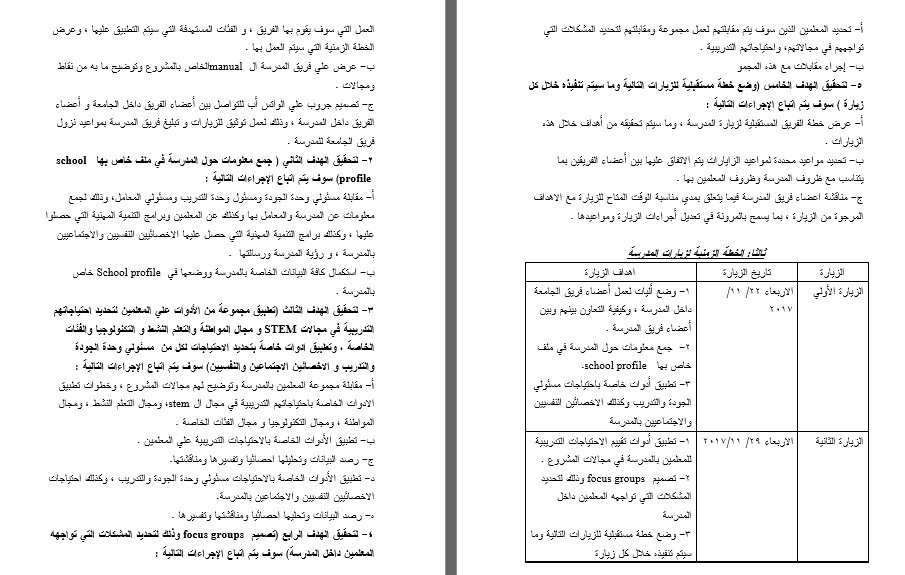 العمل التي سوف يقوم بها الفريق ، و الفئات المستهدفة التي سيتم التطبيق عليها ، وعرض
الخطة الزمنية التي سيتم العمل بها .
ب- عرض علي فريق المدرسة ال manualالخاص بالمشروع وتوضيح ما به من نقاط
ومجالات .
ج- تصميم جروب علي الواتس أب للتواصل بين أعضاء الفريق داخل الجامعة و أعضاء
الفريق داخل المدرسة ، وذلك لعمل توثيق للزيارات و تبليغ فريق المدرسة بمواعيد نزول
فريق الجامعة للمدرسة .
٢- لتحقيق الهدف الثاني ( جمع معلومات حول المدرسة في ملف خاص بها school
profile) سوف يتم إتباع الإجراءات التالية :
أ- مقابلة مسئولي وحدة الجودة ومسئول وحدة التدريب ومسئولي المعامل، وذلك لجمع
معلومات عن المدرسة والمعامل بها وكذلك عن المعلمين وبرامج التنمية المهنية التي حصلوا
عليها ، وكذلك برامج التنمية المهنية التي حصل عليها الاخصائيين النفسيين والاجتماعيين
بالمدرسة ، و رؤية المدرسة ورسالتها .
ب- استكمال كافة البيانات الخاصة بالمدرسة ووضعها في School profile خاص
بالمدرسة .
٣- لتحقيق الهدف الثالث (تطبيق مجموعة من الأدوات علي المعلمين لتحديد احتياجاتهم
التدريبية في مجالات STEM و مجال المواطنة والتعلم النشط و التكنولوجيا والفئات
الخاصة ، وتطبيق ادوات خاصة بتحديد الاحتياجات لكل من مسئولي وحدة الجودة
والتدريب و الاخصائين الاجتماعين والنفسيين) سوف يتم إتباع الإجراءات التالية :
أ- مقابلة مجموعة المعلمين بالمدرسة وتوضيح لهم مجالات المشروع ، وخطوات تطبيق
الادوات الخاصة باحتياجاتهم التدريبية في مجال ال stem، ومجال التعلم النشط ، ومجال
المواطنة ، ومجال التكنولوجيا و مجال الفئات الخاصة .
ب- تطبيق الأدوات الخاصة بالاحتياجات التدريبية علي المعلمين .
ج- رصد البيانات وتحليلها احصائيا وتفسيرها ومناقشتها.
د- تطبيق الأدوات الخاصة بالاحتياجات مسئولي وحدة الجودة والتدريب ، وكذلك احتياجات
الاخصائيين النفسيين والاجتماعين بالمدرسة.
ه- رصد البيانات وتحليها احصائيا ومناقشتها وتفسيرها .
٤- لتحقيق الهدف الرابع (تصميم focus groups وذلك لتحديد المشكلات التي تواجهه
المعلمين داخل المدرسة) سوف يتم اتباع الإجراءات التالية :
أ- تحديد المعلمين الذين سوف يتم مقابلتهم لعمل مجموعة ومقابلتهم لتحديد المشكلات التي
تواجههم في مجالاتهم، واحتياجاتهم التدريبية .
ب- إجراء مقابلات مع هذه المجمو
٥- لتحقيق الهدف الخامس (وضع خطة مستقبلية للزيارات التالية وما سيتم تنفيذه خلال كل
زيارة ) سوف يتم إتباع الإجراءات التالية :
أ- عرض خطة الفريق المستقبلية لزيارة المدرسة ، وما سيتم تحقيقه من أهداف خلال هذه
الزيارات .
ب- تحديد مواعيد محددة لمواعيد الزايارات يتم الاتفاق عليها بين أعضاء الفريقين بما
يتناسب مع ظروف المدرسة وظروف المعلمين بها .
ج- مناقشة اعضاء فريق المدرسة فيما يتعلق بمدي مناسبة الوقت المتاح للزيارة مع الاهداف
المرجوة من الزيارة ، بما يسمح بالمرونة في تعديل أجراءات الزيارة ومواعيدها .
ثالثا: الخطة الزمنية لزيارات المدرسة
الزيارة تاريخ الزيارة اهداف الزيارة
الزيارة الأولي الاربعاء ٢٢/ ١١/ ١- وضع أليات لعمل أعضاء فريق الجامعة
٢٠١٧ داخل المدرسة ، وكيفية التعاون بينهم وبين
أعضاء فريق المدرسة .
٢- جمع معلومات حول المدرسة في ملف
خاص بها school profile.
٣- تطبيق أدوات خاصة باحتياجات مسئولي
الجودة والتدريب وكذلك الاخصائين النفسيين
والاجتماعيين بالمدرسة
الزيارة الثانية الاربعاء ٢٩/ ٢٠١٧/١١ ١- تطبيق أدوات تقييم الاحتياجات التدريبية
للمعلمين بالمدرسة في مجالات المشروع .
٢- تصميم focus groups وذلك لتحديد
المشكلات التي تواجهه المعلمين داخل
المدرسة
٣- وضع خطة مستقبلية للزيارات التالية وما
سيتم تنفيذه خلال كل زيارة